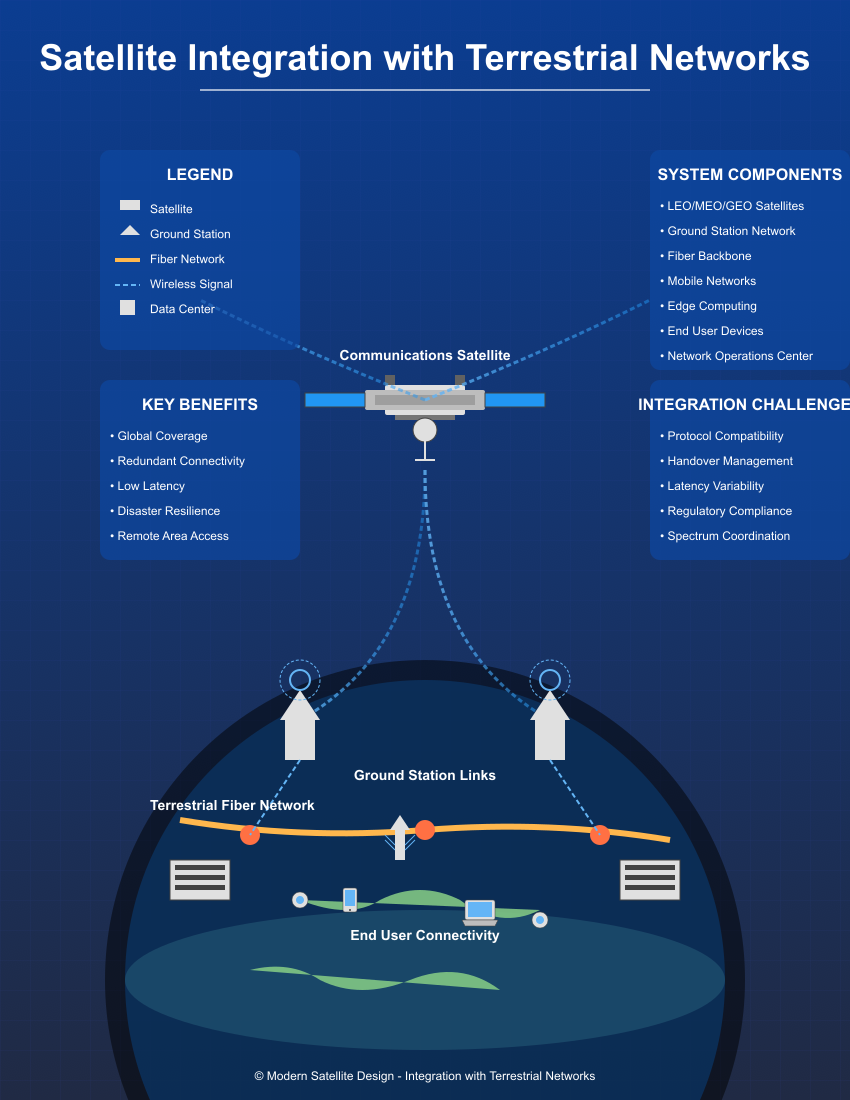 Satellite Integration with Terrestrial Networks
LEGEND
Satellite
Ground Station
Fiber Network
Wireless Signal
Data Center
SYSTEM COMPONENTS
• LEO/MEO/GEO Satellites
• Ground Station Network
• Fiber Backbone
• Mobile Networks
• Edge Computing
• End User Devices
• Network Operations Center
Communications Satellite
KEY BENEFITS
• Global Coverage
• Redundant Connectivity
• Low Latency
• Disaster Resilience
• Remote Area Access
INTEGRATION CHALLENGE
• Protocol Compatibility
• Handover Management
• Latency Variability
• Regulatory Compliance
• Spectrum Coordination
Ground Station Links
Terrestrial Fiber Network
End User Connectivity
© Modern Satellite Design - Integration with Terrestrial Networks